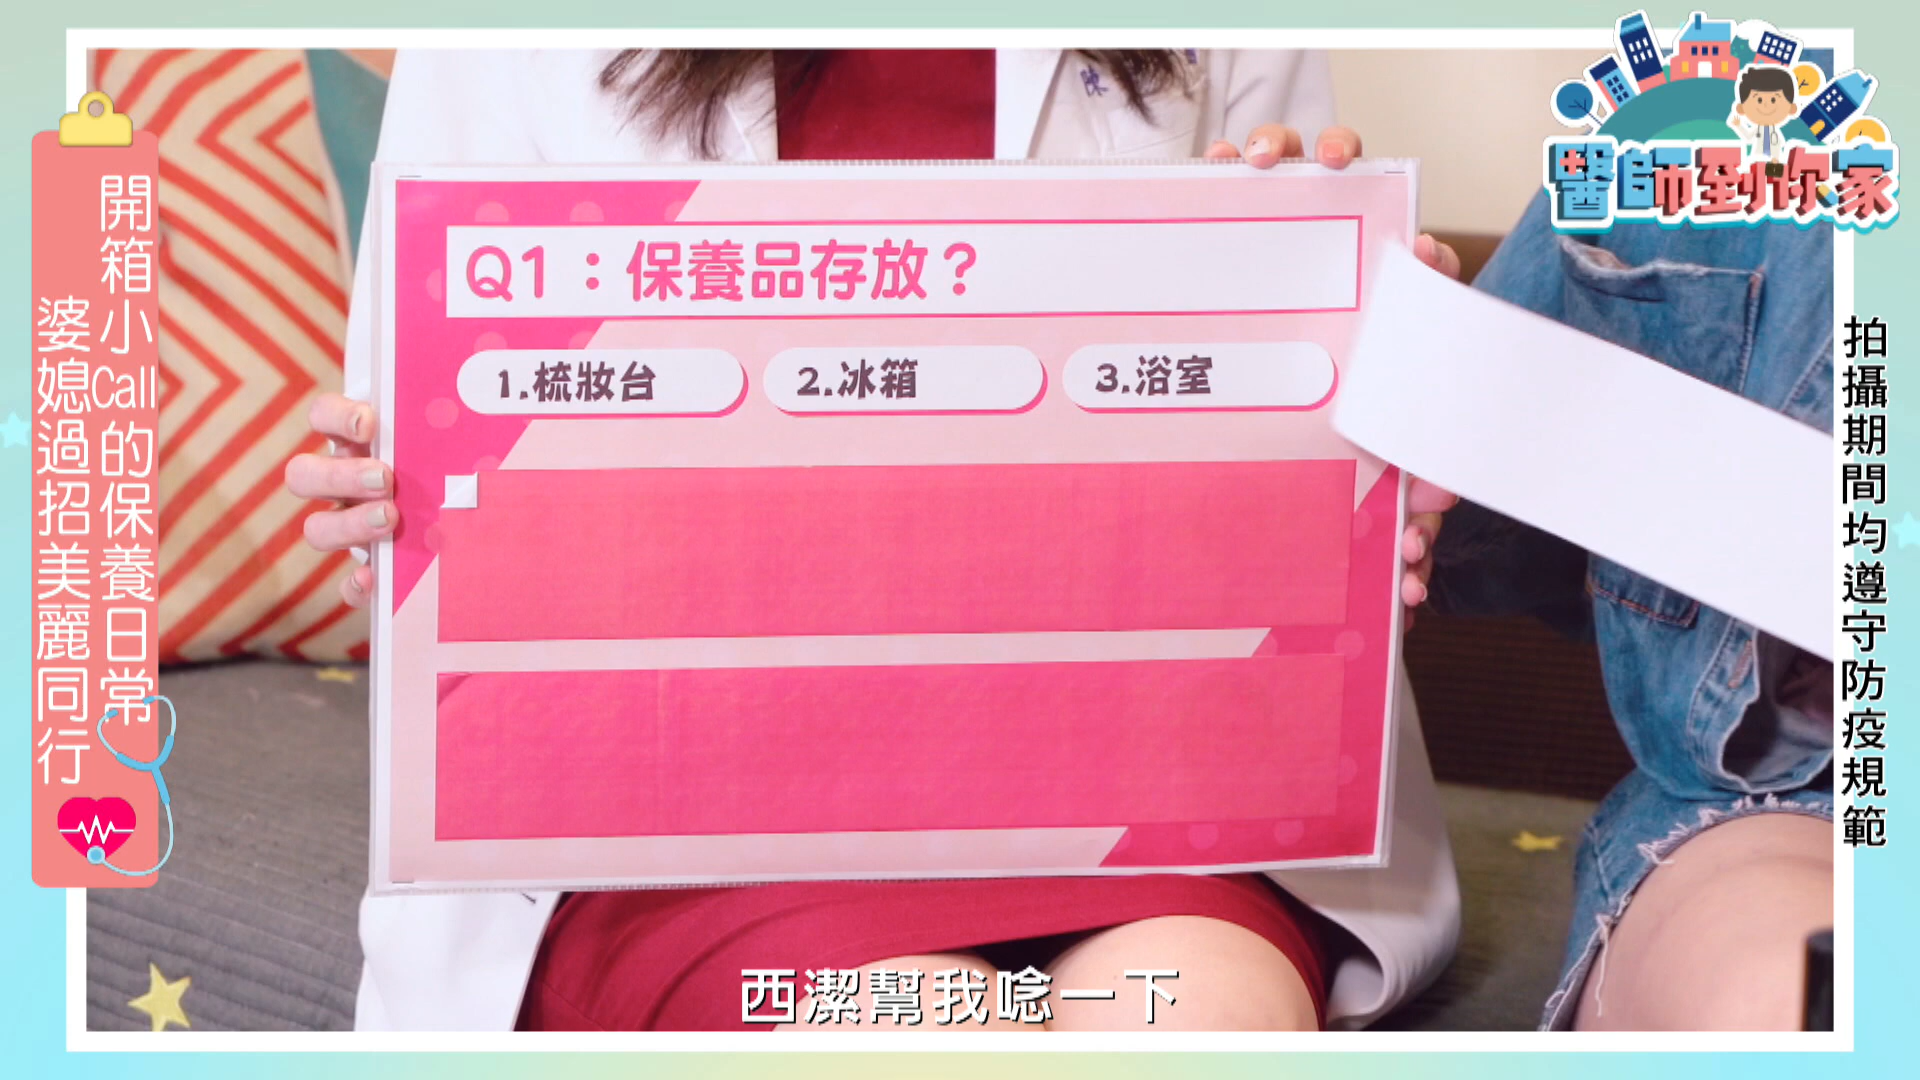 醫師到你家
開箱小Call的保養日常
婆媳過招美麗同行
陳
Q1：保養品存放？
1.梳妝台
2.冰箱
3.浴室
拍攝期間均遵守防疫規範
西潔幫我唸一下